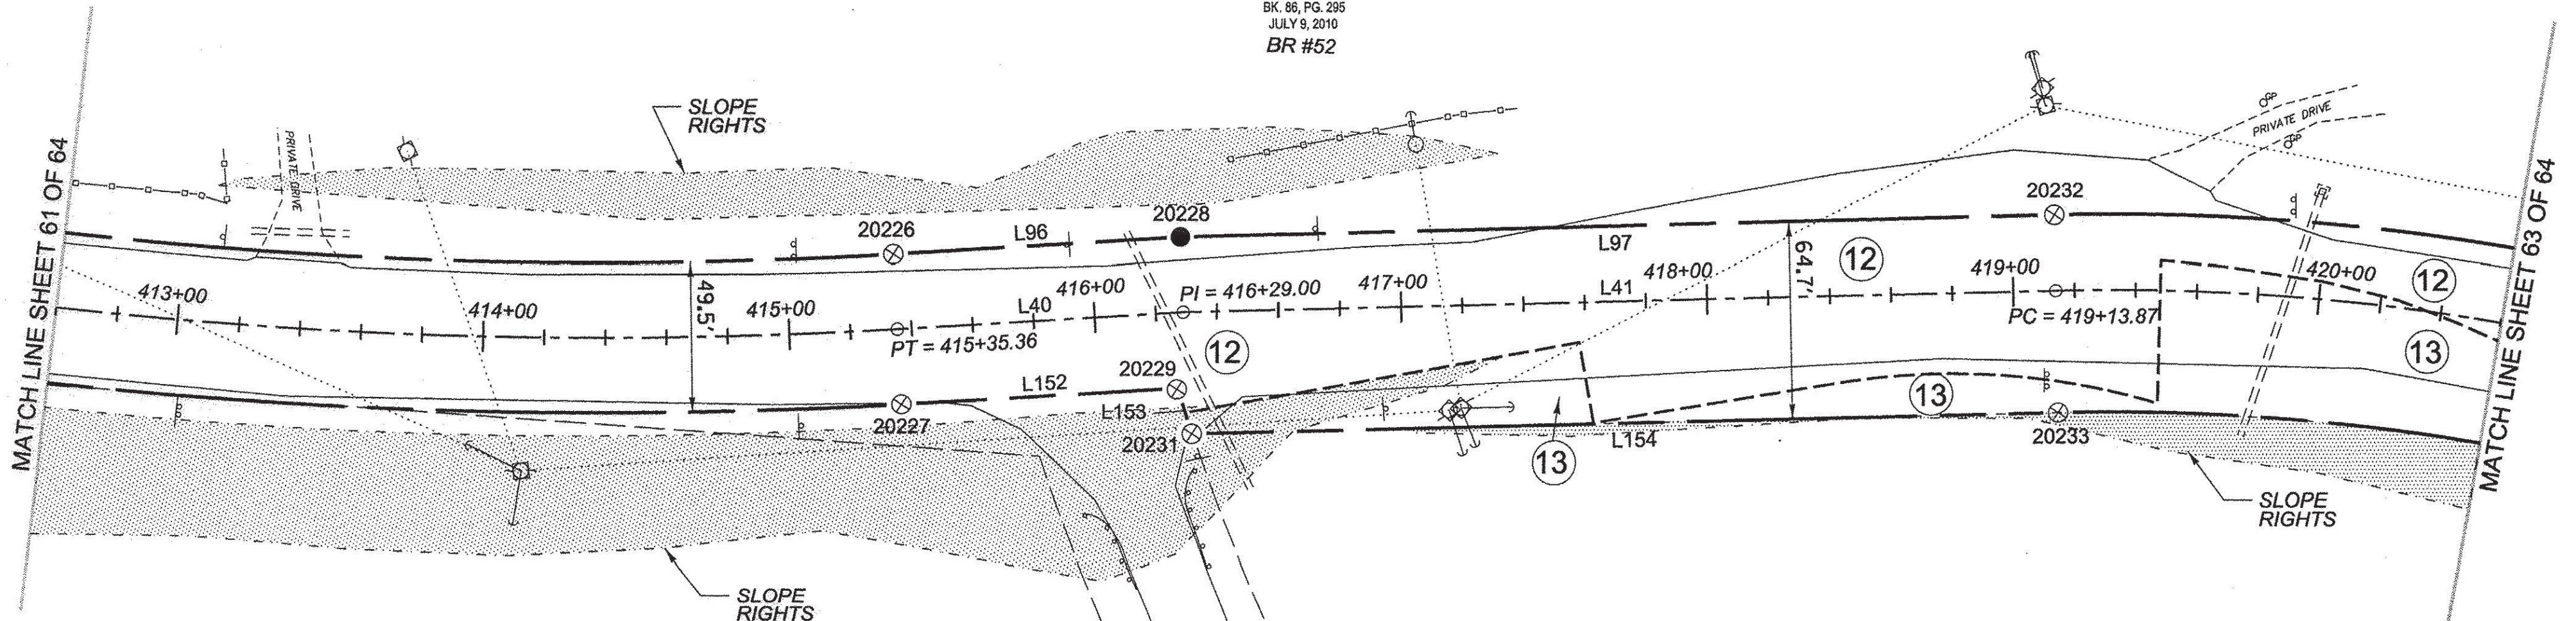 BK. 86, PG. 295
JULY 9, 2010
BR #52
SLOPE
RIGHTS
MATCH LINE SHEET 61 OF 64
PRIVATE DRIVE
GP
PRIVATE DRIVE
GP
20232
20228
20226
L96
L97
64.7'
12
413+00
414+00
49.5'
415+00
L40
416+00
PI = 416+29.00
417+00
L41
418+00
419+00
420+00
12
PT = 415+35.36
PC = 419+13.87
12
13
20229
L152
L153
13
20227
20231
13
L154
20233
SLOPE
RIGHTS
SLOPE
RIGHTS
MATCH LINE SHEET 63 OF 64